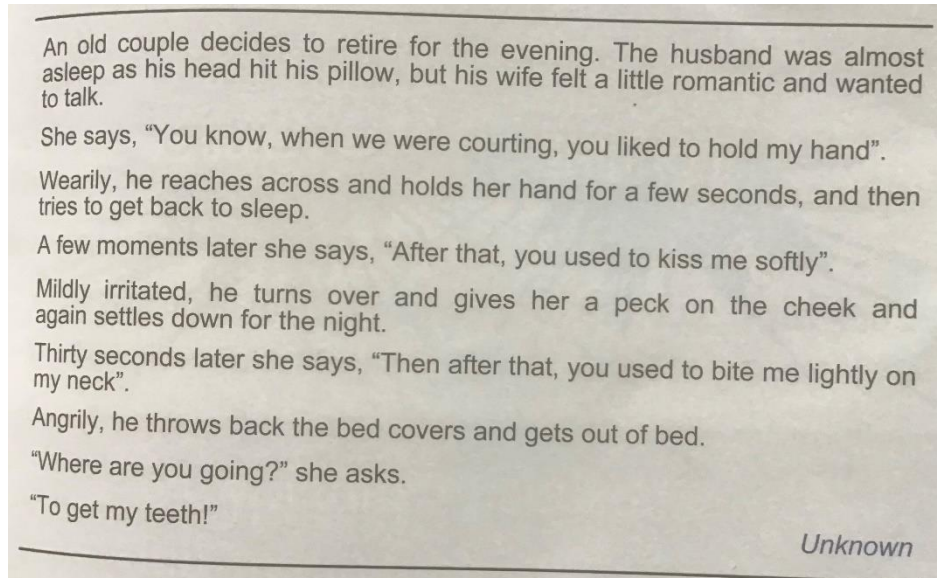 An old couple decides to retire for the evening. The husband was almost
asleep as his head hit his pillow, but his wife felt a little romantic and wanted
to talk.
She says, “You know, when we were courting, you liked to hold my hand”.
Wearily, he reaches across and holds her hand for a few seconds, and then
tries to get back to sleep.
A few moments later she says, “After that, you used to kiss me softly”.
Mildly irritated, he turns over and gives her a peck on the cheek and
again settles down for the night.
Thirty seconds later she says, “Then after that, you used to bite me lightly on
my neck”.
Angrily, he throws back the bed covers and gets out of bed.
“Where are you going?” she asks.
“To get my teeth!”
Unknown